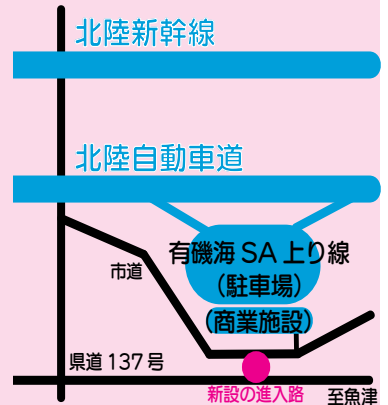 北陸新幹線
北陸自動車道
有磯海 SA 上り線
（駐車場）
市道
（商業施設）
県道 137 号
新設の進入路
至魚津